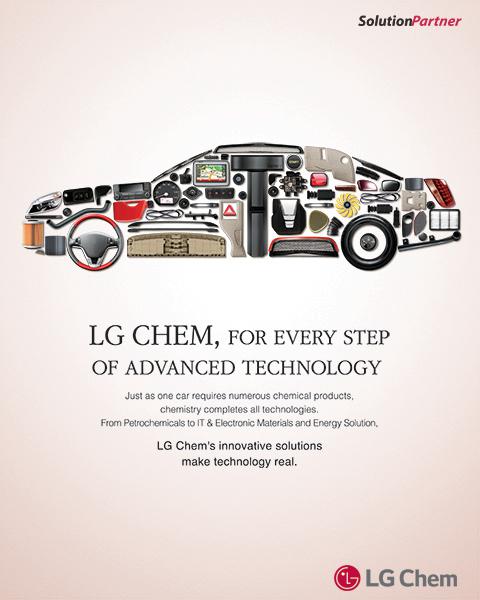 SolutionPartner
LG CHEM, FOR EVERY STEP
OF ADVANCED TECHNOLOGY
Just as one car requires numerous chemical products,
chemistry completes all technologies.
From Petrochemicals to IT & Electronic Materials and Energy Solution,
LG Chem's innovative solutions
make technology real.
LG Chem